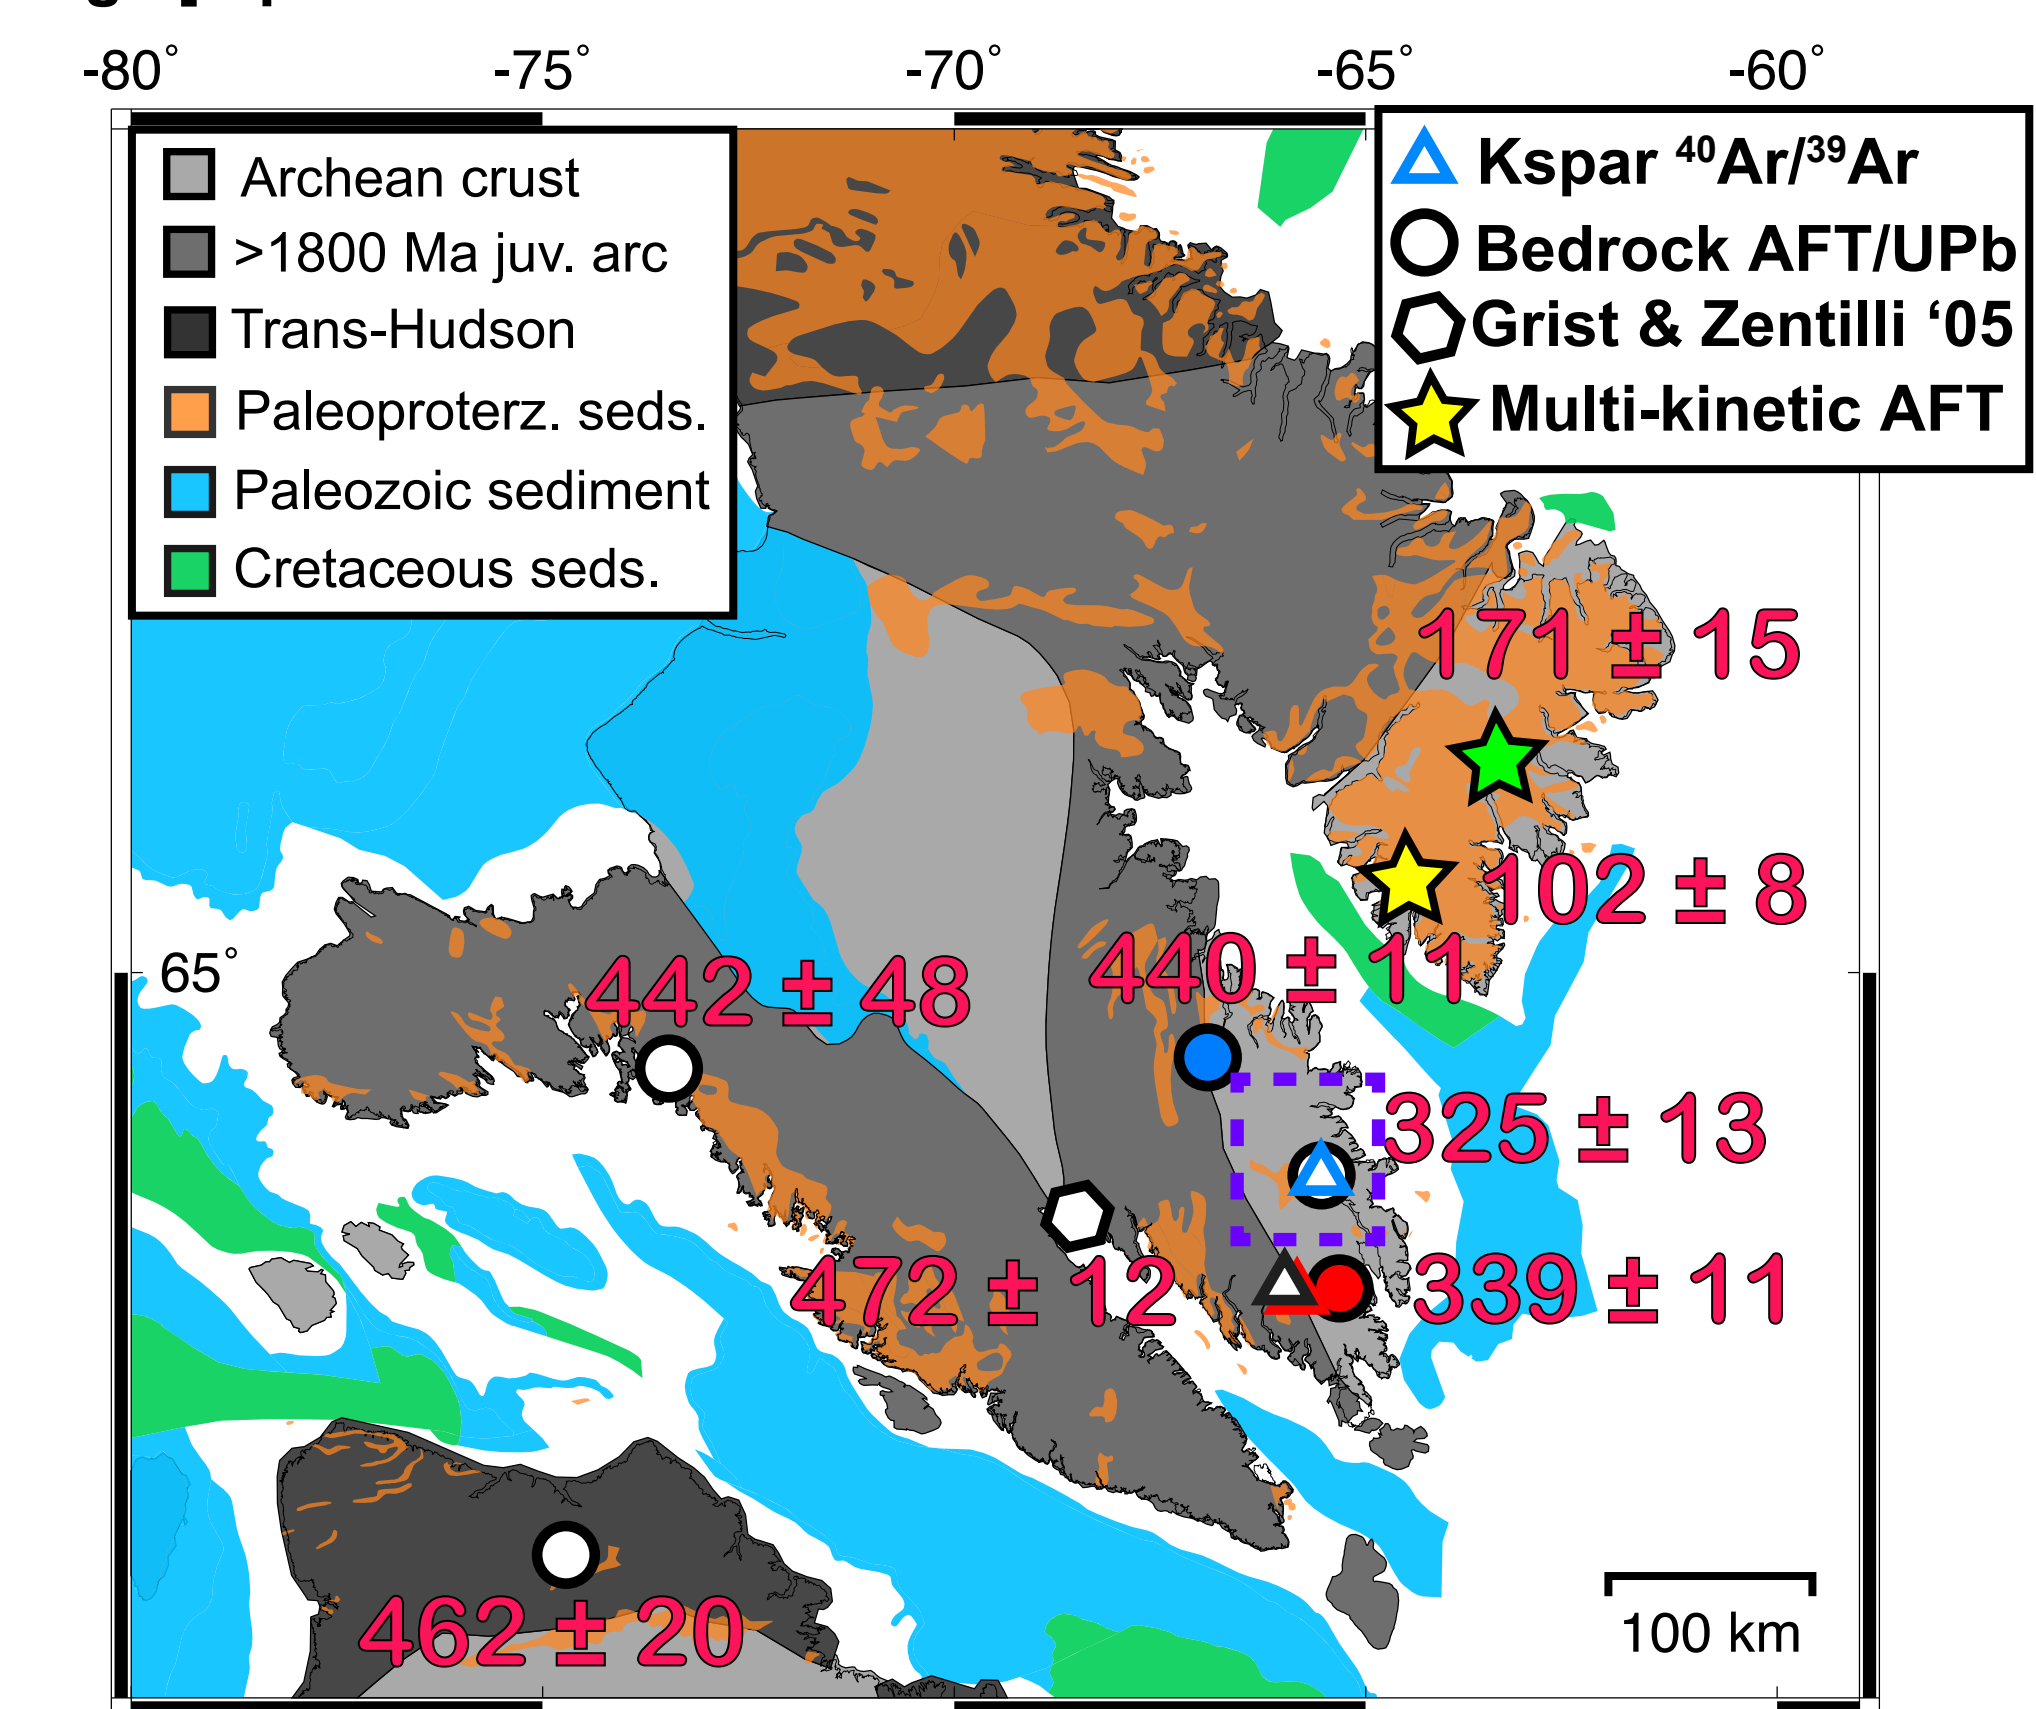 -80° -75° -70° -65° -60°
Archean crust
>1800 Ma juv. arc
Trans-Hudson
Paleoproterz. seds.
Paleozoic sediment
Cretaceous seds.
Kspar ⁴⁰Ar/³⁹Ar
Bedrock AFT/UPb
Grist & Zentilli ‘05
Multi-kinetic AFT
171 ± 15
102 ± 8
65°
442 ± 48
440 ± 11
325 ± 13
472 ± 12
339 ± 11
462 ± 20
100 km